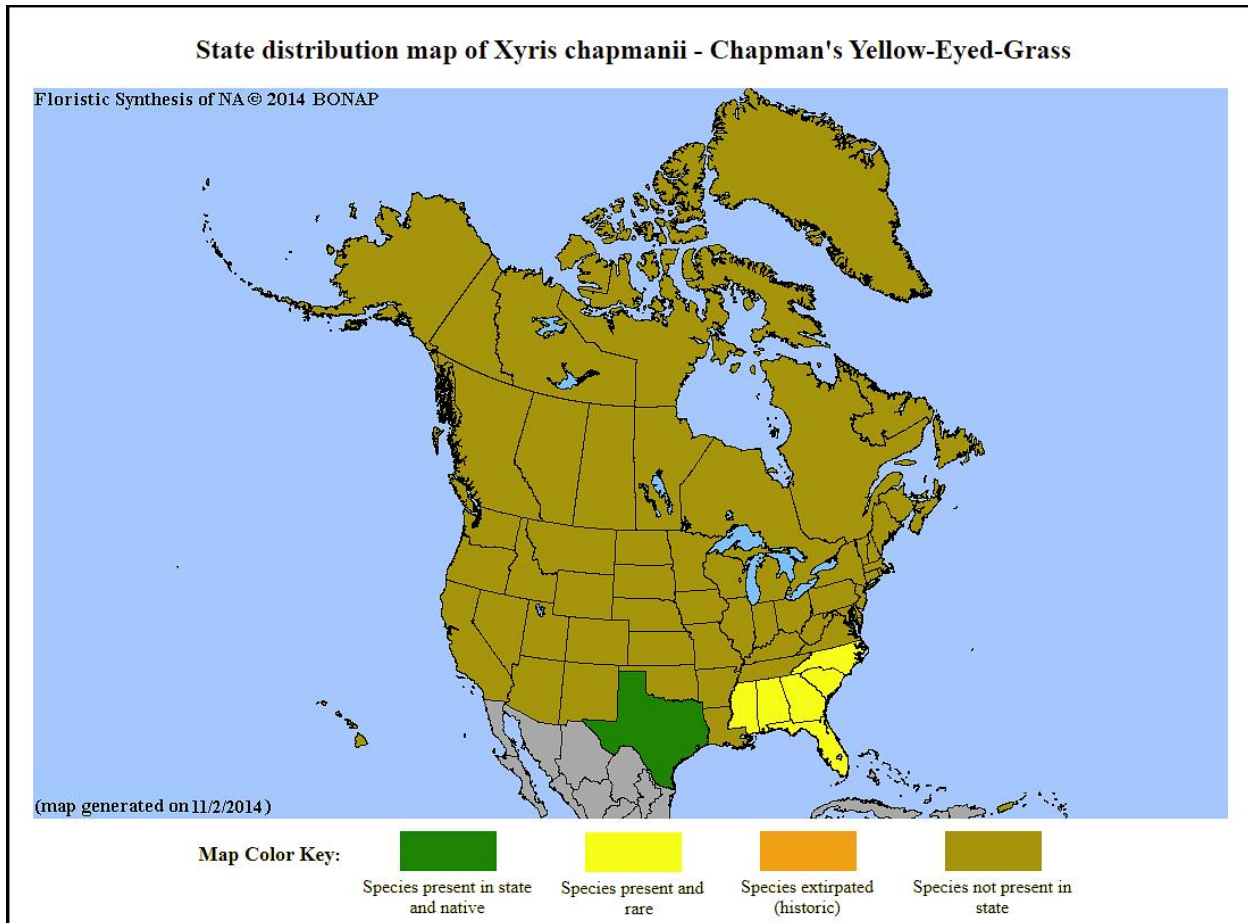 State distribution map of Xyris chapmanii - Chapman's Yellow-Eyed-Grass
Floristic Synthesis of NA © 2014 BONAP
(map generated on 11/2/2014)
Map Color Key:
Species present in state
and native
Species present and
rare
Species extirpated
(historic)
Species not present in
state